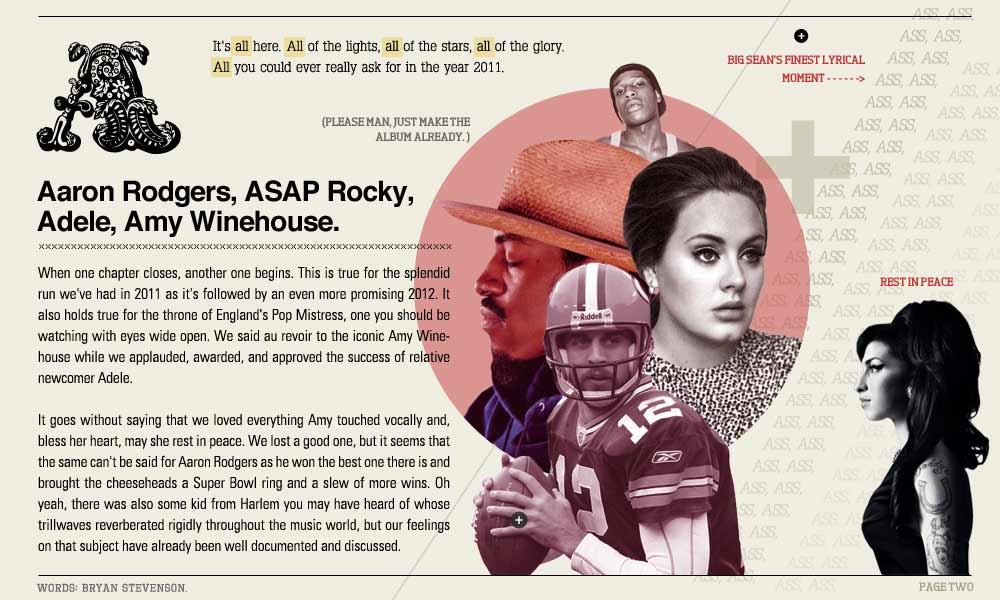 It's all here. All of the lights, all of the stars, all of the glory.
All you could ever really ask for in the year 2011.
(PLEASE MAN, JUST MAKE THE
ALBUM ALREADY. )
BIG SEAN'S FINEST LYRICAL
MOMENT ------>
A
Aaron Rodgers, ASAP Rocky,
Adele, Amy Winehouse.
xxxxxxxxxxxxxxxxxxxxxxxxxxxxxxxxxxxxxxxxxxxxxxxxxxxxxxxxxxxxxxxxxxxxx
When one chapter closes, another one begins. This is true for the splendid
run we've had in 2011 as it's followed by an even more promising 2012. It
also holds true for the throne of England's Pop Mistress, one you should be
watching with eyes wide open. We said au revoir to the iconic Amy Wine-
house while we applauded, awarded, and approved the success of relative
newcomer Adele.
It goes without saying that we loved everything Amy touched vocally and,
bless her heart, may she rest in peace. We lost a good one, but it seems that
the same can't be said for Aaron Rodgers as he won the best one there is and
brought the cheeseheads a Super Bowl ring and a slew of more wins. Oh
yeah, there was also some kid from Harlem you may have heard of whose
trillwaves reverberated rigidly throughout the music world, but our feelings
on that subject have already been well documented and discussed.
ASS, ASS,
ASS, ASS,
ASS, ASS,
ASS, ASS,
ASS, ASS,
ASS, ASS,
ASS, ASS,
ASS, ASS,
ASS, ASS,
ASS, ASS,
ASS, ASS,
REST IN PEACE
Riddell
12
12
WORDS: BRYAN STEVENSON.
PAGE TWO